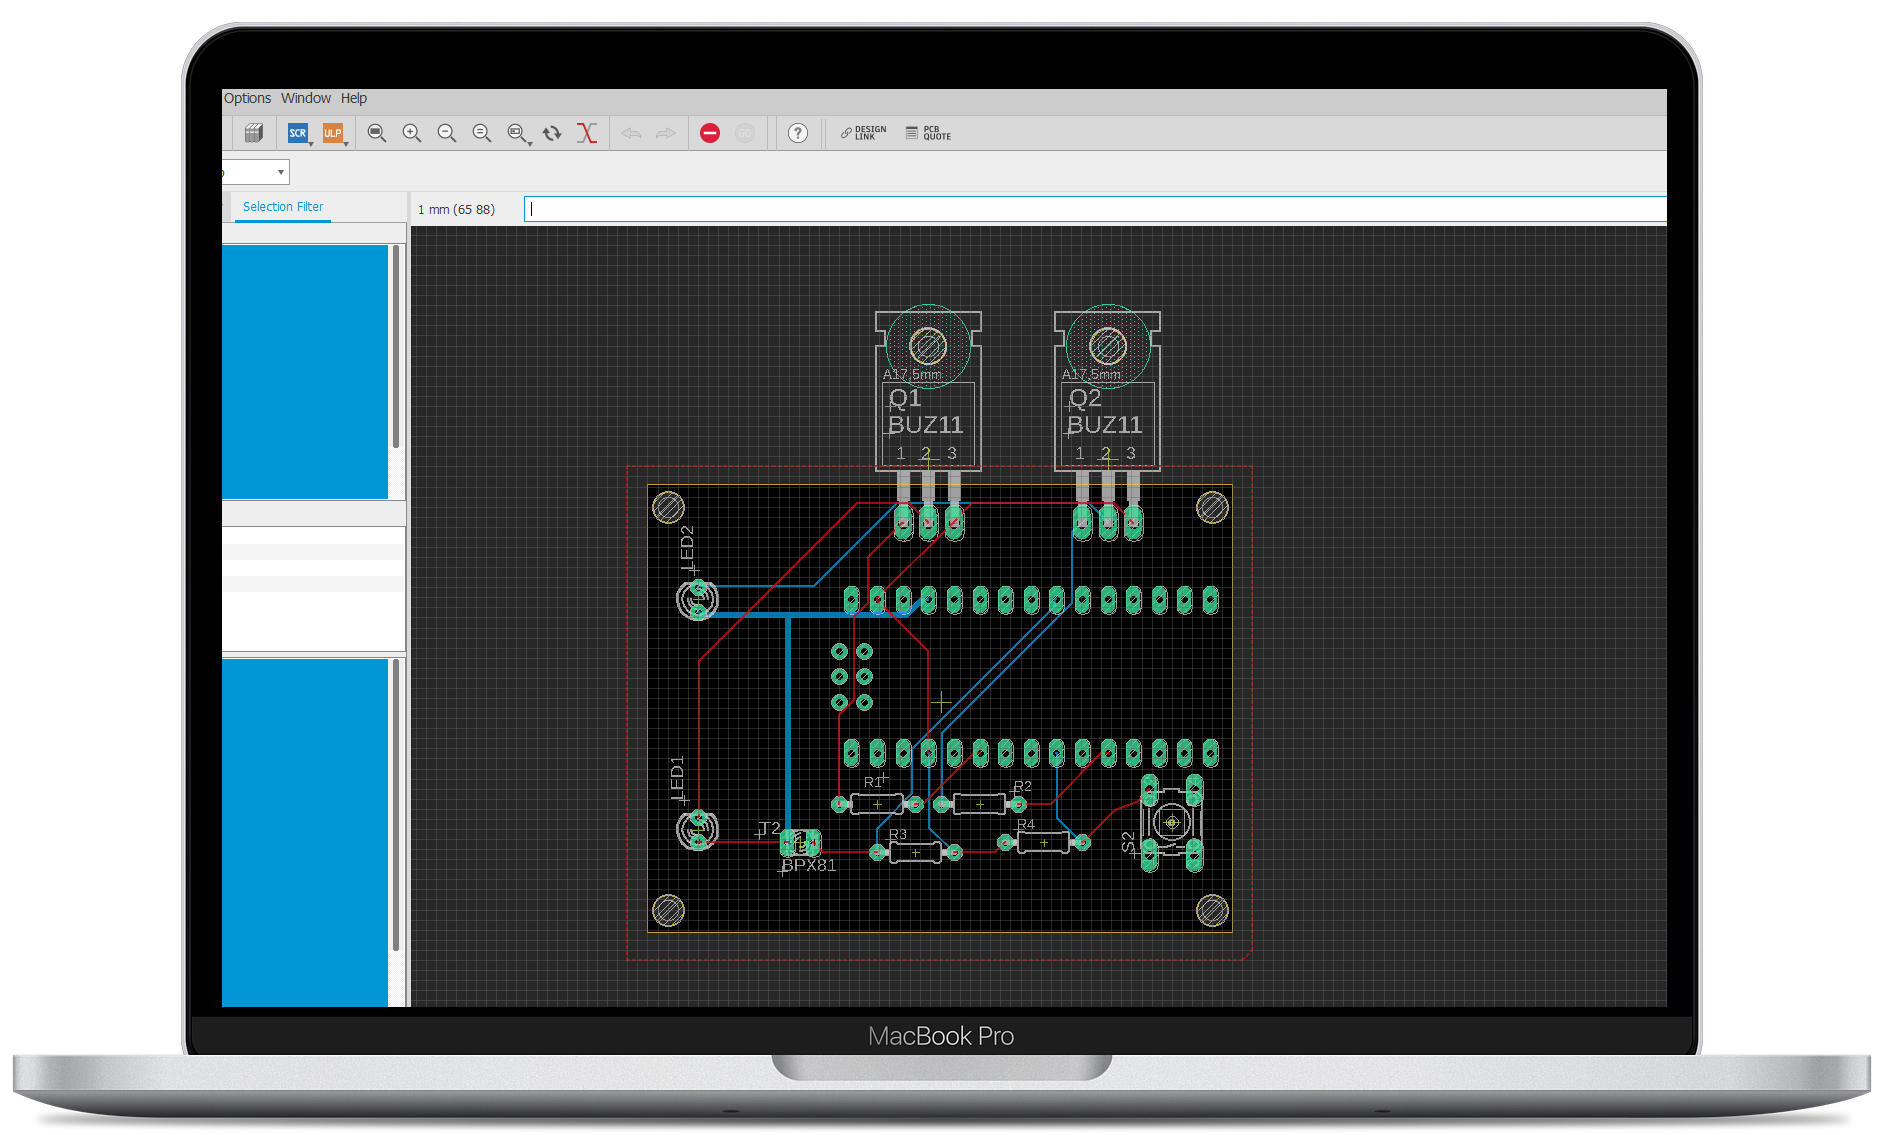 Options Window Help
SCR
ULP
GO
?
DESIGN LINK
PCB QUOTE
Selection Filter
1 mm (65 88)
A17,5mm
Q1
BUZ11
1 2 3
A17,5mm
Q2
BUZ11
1 2 3
LED2
LED1
R1
R2
T2
R3
R4
S2
BPX81
MacBook Pro